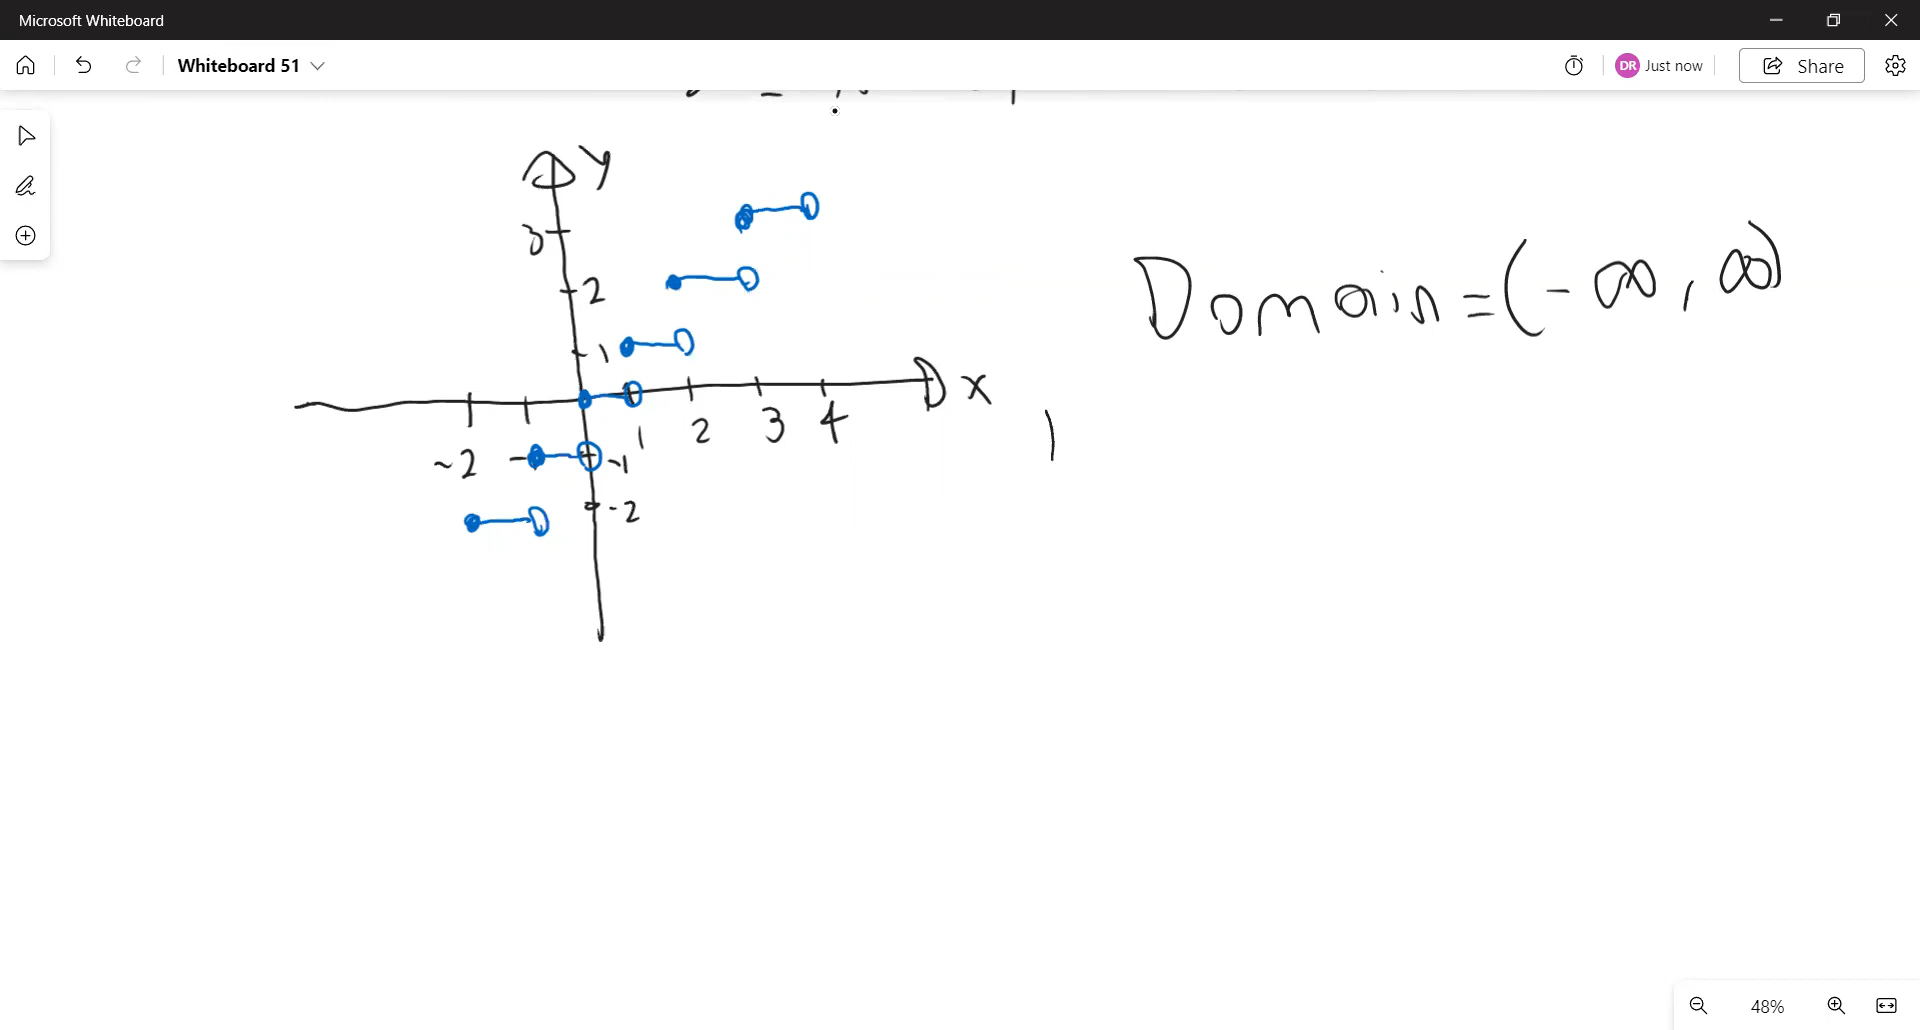 Microsoft Whiteboard
Whiteboard 51
DR Just now
Share
y
3
2
1
x
1 2 3 4
-2
-1
-2
Domain = (-∞, ∞)
48%